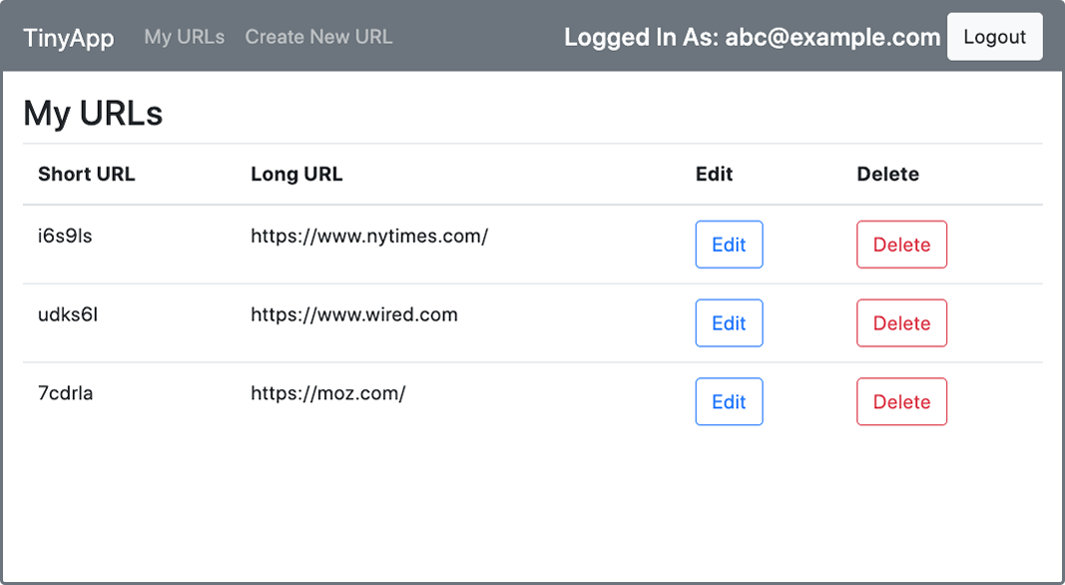 TinyApp My URLs Create New URL Logged In As: abc@example.com Logout
My URLs
Short URL Long URL Edit Delete
i6s9ls https://www.nytimes.com/ Edit Delete
udks6l https://www.wired.com Edit Delete
7cdrla https://moz.com/ Edit Delete